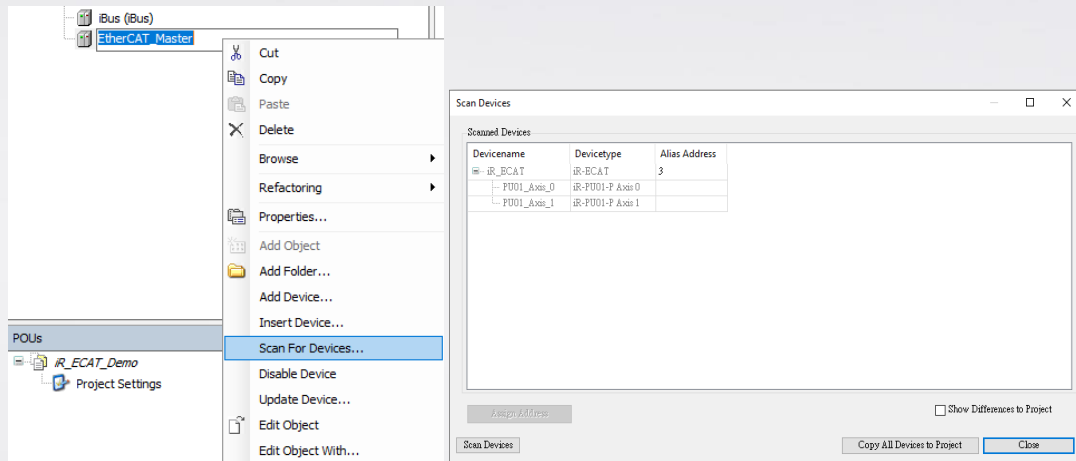 iBus (iBus)
EtherCAT_Master
Cut
Copy
Paste
Delete
Browse
Refactoring
Properties...
Add Object
Add Folder...
Add Device...
Insert Device...
Scan For Devices...
Disable Device
Update Device...
Edit Object
Edit Object With...
POUs
iR_ECAT_Demo
Project Settings
Scan Devices
Scanned Devices
Devicename Devicetype Alias Address
iR_ECAT iR-ECAT 3
PU01_Axis_0 iR-PU01-P Axis 0
PU01_Axis_1 iR-PU01-P Axis 1
Assign Address
Show Differences to Project
Scan Devices Copy All Devices to Project Close